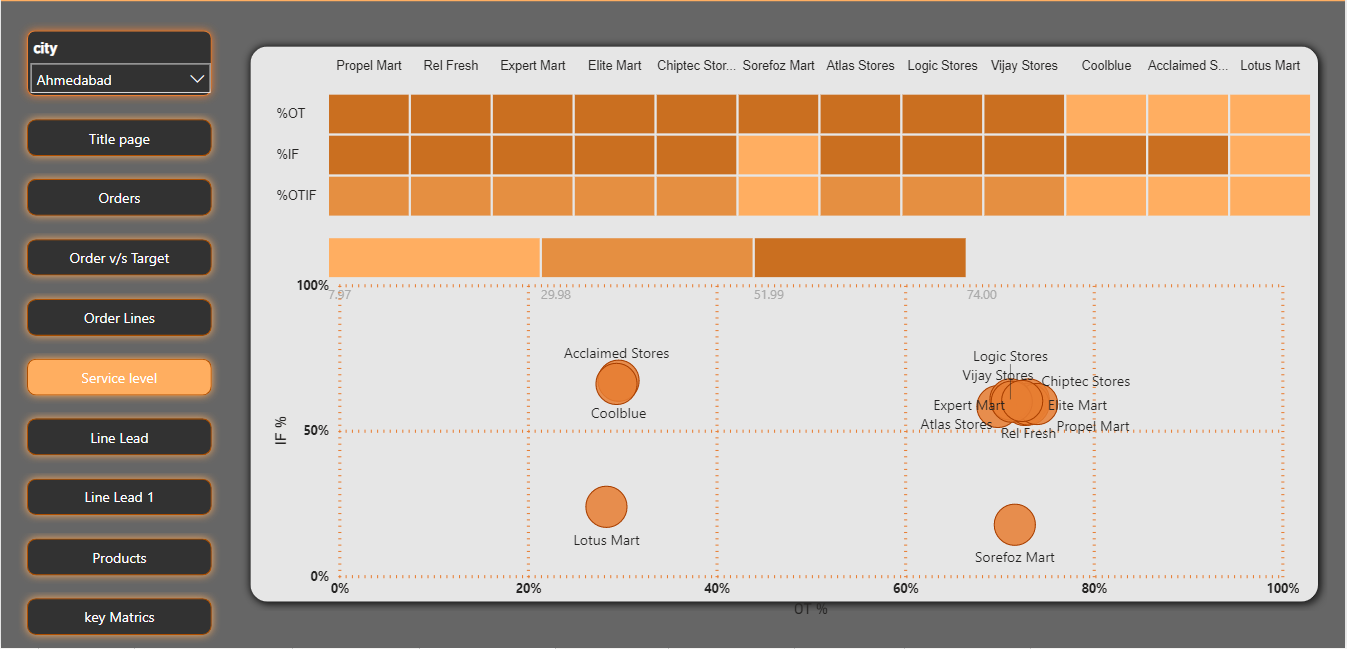 city
Ahmedabad
Title page
Orders
Order v/s Target
Order Lines
Service level
Line Lead
Line Lead 1
Products
key Matrics
Propel Mart Rel Fresh Expert Mart Elite Mart Chiptec Stor... Sorefoz Mart Atlas Stores Logic Stores Vijay Stores Coolblue Acclaimed S... Lotus Mart
%OT
%IF
%OTIF
7.97 29.98 51.99 74.00
100%
Acclaimed Stores
Coolblue
Logic Stores
Vijay Stores
Chiptec Stores
Expert Mart
Elite Mart
Atlas Stores
Propel Mart
Rel Fresh
IF %
50%
Lotus Mart
Sorefoz Mart
0%
0% 20% 40% 60% 80% 100%
OT %